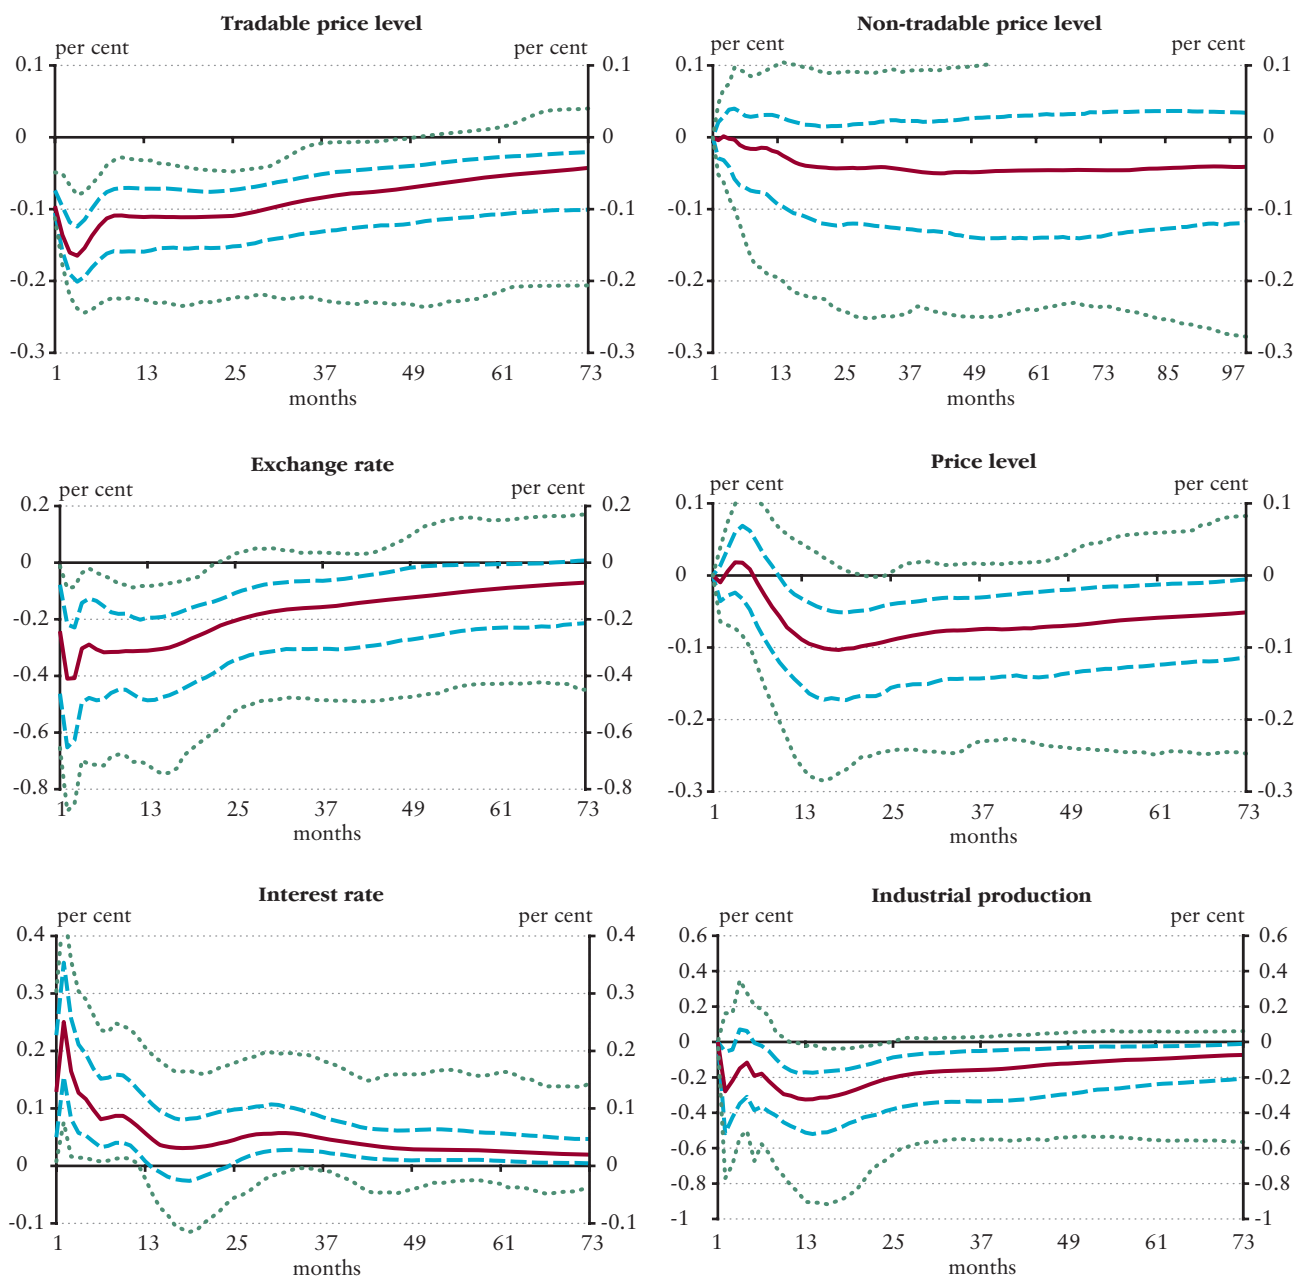 Tradable price level
per cent per cent
0.1 0.1
0 0
-0.1 -0.1
-0.2 -0.2
-0.3 -0.3
1 13 25 37 49 61 73
months
Non-tradable price level
per cent per cent
0.1 0.1
0 0
-0.1 -0.1
-0.2 -0.2
-0.3 -0.3
1 13 25 37 49 61 73 85 97
months
Exchange rate
per cent per cent
0.2 0.2
0 0
-0.2 -0.2
-0.4 -0.4
-0.6 -0.6
-0.8 -0.8
1 13 25 37 49 61 73
months
Price level
per cent per cent
0.1 0.1
0 0
-0.1 -0.1
-0.2 -0.2
-0.3 -0.3
1 13 25 37 49 61 73
months
Interest rate
per cent per cent
0.4 0.4
0.3 0.3
0.2 0.2
0.1 0.1
0 0
-0.1 -0.1
1 13 25 37 49 61 73
months
Industrial production
per cent per cent
0.6 0.6
0.4 0.4
0.2 0.2
0 0
-0.2 -0.2
-0.4 -0.4
-0.6 -0.6
-0.8 -0.8
-1 -1
1 13 25 37 49 61 73
months